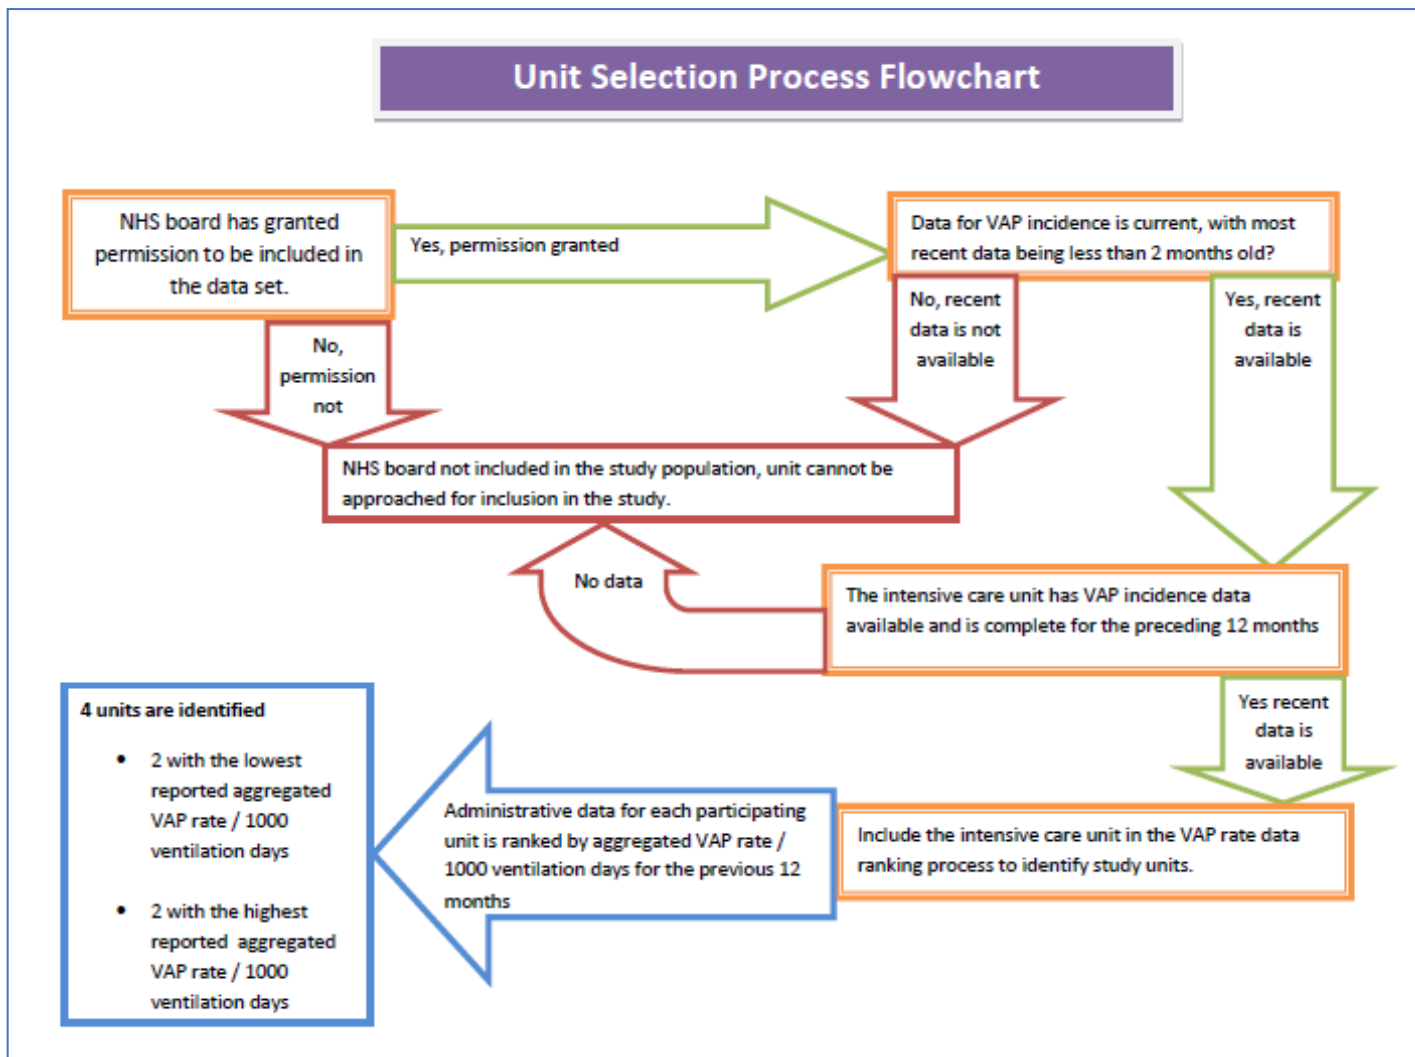 Unit Selection Process Flowchart
NHS board has granted
permission to be included in
the data set.
Yes, permission granted
Data for VAP incidence is current, with most
recent data being less than 2 months old?
No,
permission
not
No, recent
data is not
available
Yes, recent
data is
available
NHS board not included in the study population, unit cannot be
approached for inclusion in the study.
No data
The intensive care unit has VAP incidence data
available and is complete for the preceding 12 months
Yes recent
data is
available
Include the intensive care unit in the VAP rate data
ranking process to identify study units.
Administrative data for each participating
unit is ranked by aggregated VAP rate /
1000 ventilation days for the previous 12
months
4 units are identified
• 2 with the lowest
reported aggregated
VAP rate / 1000
ventilation days
• 2 with the highest
reported aggregated
VAP rate / 1000
ventilation days